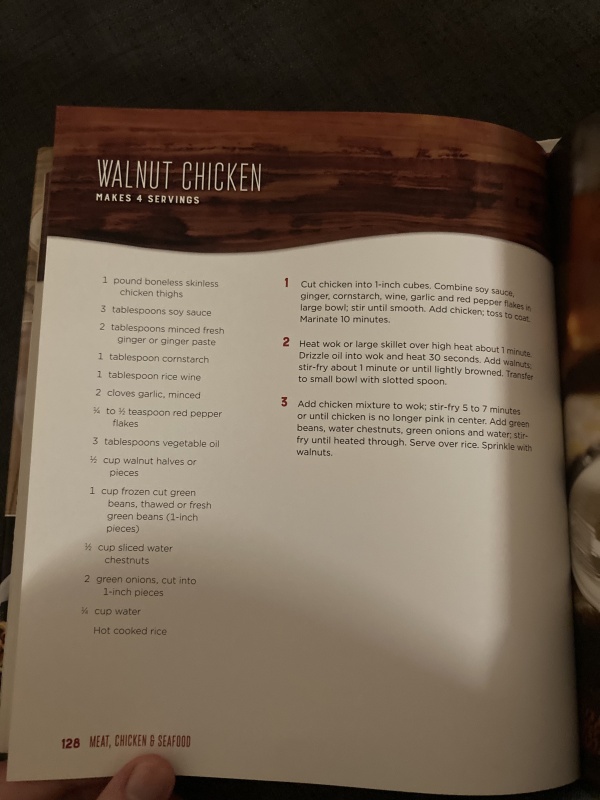 WALNUT CHICKEN
MAKES 4 SERVINGS
1 pound boneless skinless
chicken thighs
3 tablespoons soy sauce
2 tablespoons minced fresh
ginger or ginger paste
1 tablespoon cornstarch
1 tablespoon rice wine
2 cloves garlic, minced
¼ to ½ teaspoon red pepper
flakes
3 tablespoons vegetable oil
½ cup walnut halves or
pieces
1 cup frozen cut green
beans, thawed or fresh
green beans (1-inch
pieces)
½ cup sliced water
chestnuts
2 green onions, cut into
1-inch pieces
cup water
Hot cooked rice
1 Cut chicken into 1-inch cubes. Combine soy sauce,
ginger, cornstarch, wine, garlic and red pepper flakes in
large bowl; stir until smooth. Add chicken; toss to coat.
Marinate 10 minutes.
2 Heat wok or large skillet over high heat about 1 minute.
Drizzle oil into wok and heat 30 seconds. Add walnuts,
stir-fry about 1 minute or until lightly browned. Transfer
to small bowl with slotted spoon.
3 Add chicken mixture to wok; stir-fry 5 to 7 minutes
or until chicken is no longer pink in center. Add green
beans, water chestnuts, green onions and water; stir-
fry until heated through. Serve over rice. Sprinkle with
walnuts.
128 MEAT, CHICKEN & SEAFOOD